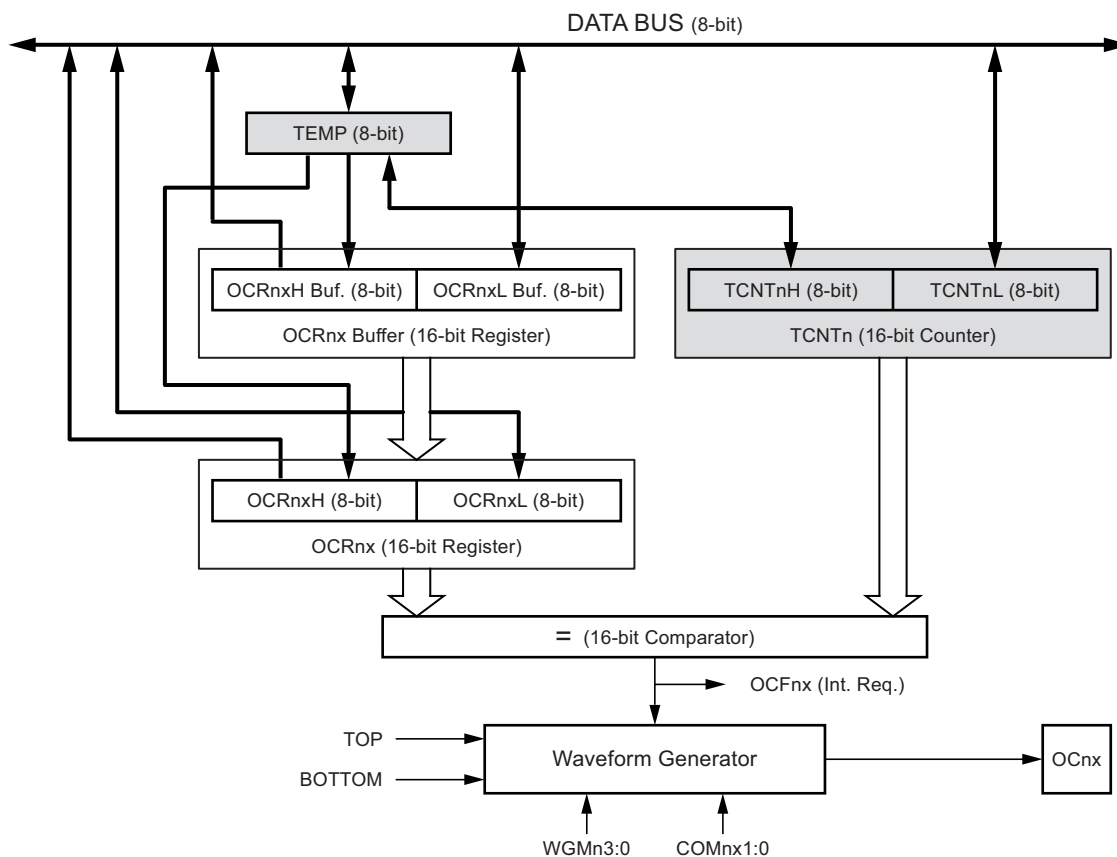 DATA BUS (8-bit)
TEMP (8-bit)
OCRnxH Buf. (8-bit)
OCRnxL Buf. (8-bit)
TCNTnH (8-bit)
TCNTnL (8-bit)
OCRnx Buffer (16-bit Register)
TCNTn (16-bit Counter)
OCRnxH (8-bit)
OCRnxL (8-bit)
OCRnx (16-bit Register)
= (16-bit Comparator)
OCFnx (Int. Req.)
TOP
BOTTOM
Waveform Generator
OCnx
WGMn3:0
COMnx1:0